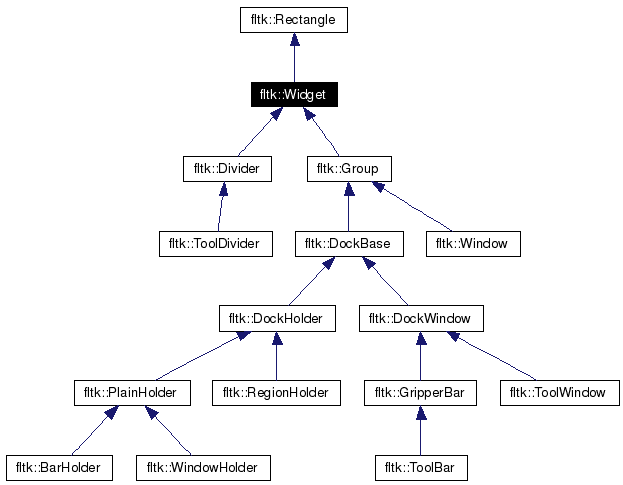 fltk::Rectangle
fltk::Widget
fltk::Divider
fltk::Group
fltk::ToolDivider
fltk::DockBase
fltk::Window
fltk::DockHolder
fltk::DockWindow
fltk::PlainHolder
fltk::RegionHolder
fltk::GripperBar
fltk::ToolWindow
fltk::BarHolder
fltk::WindowHolder
fltk::ToolBar